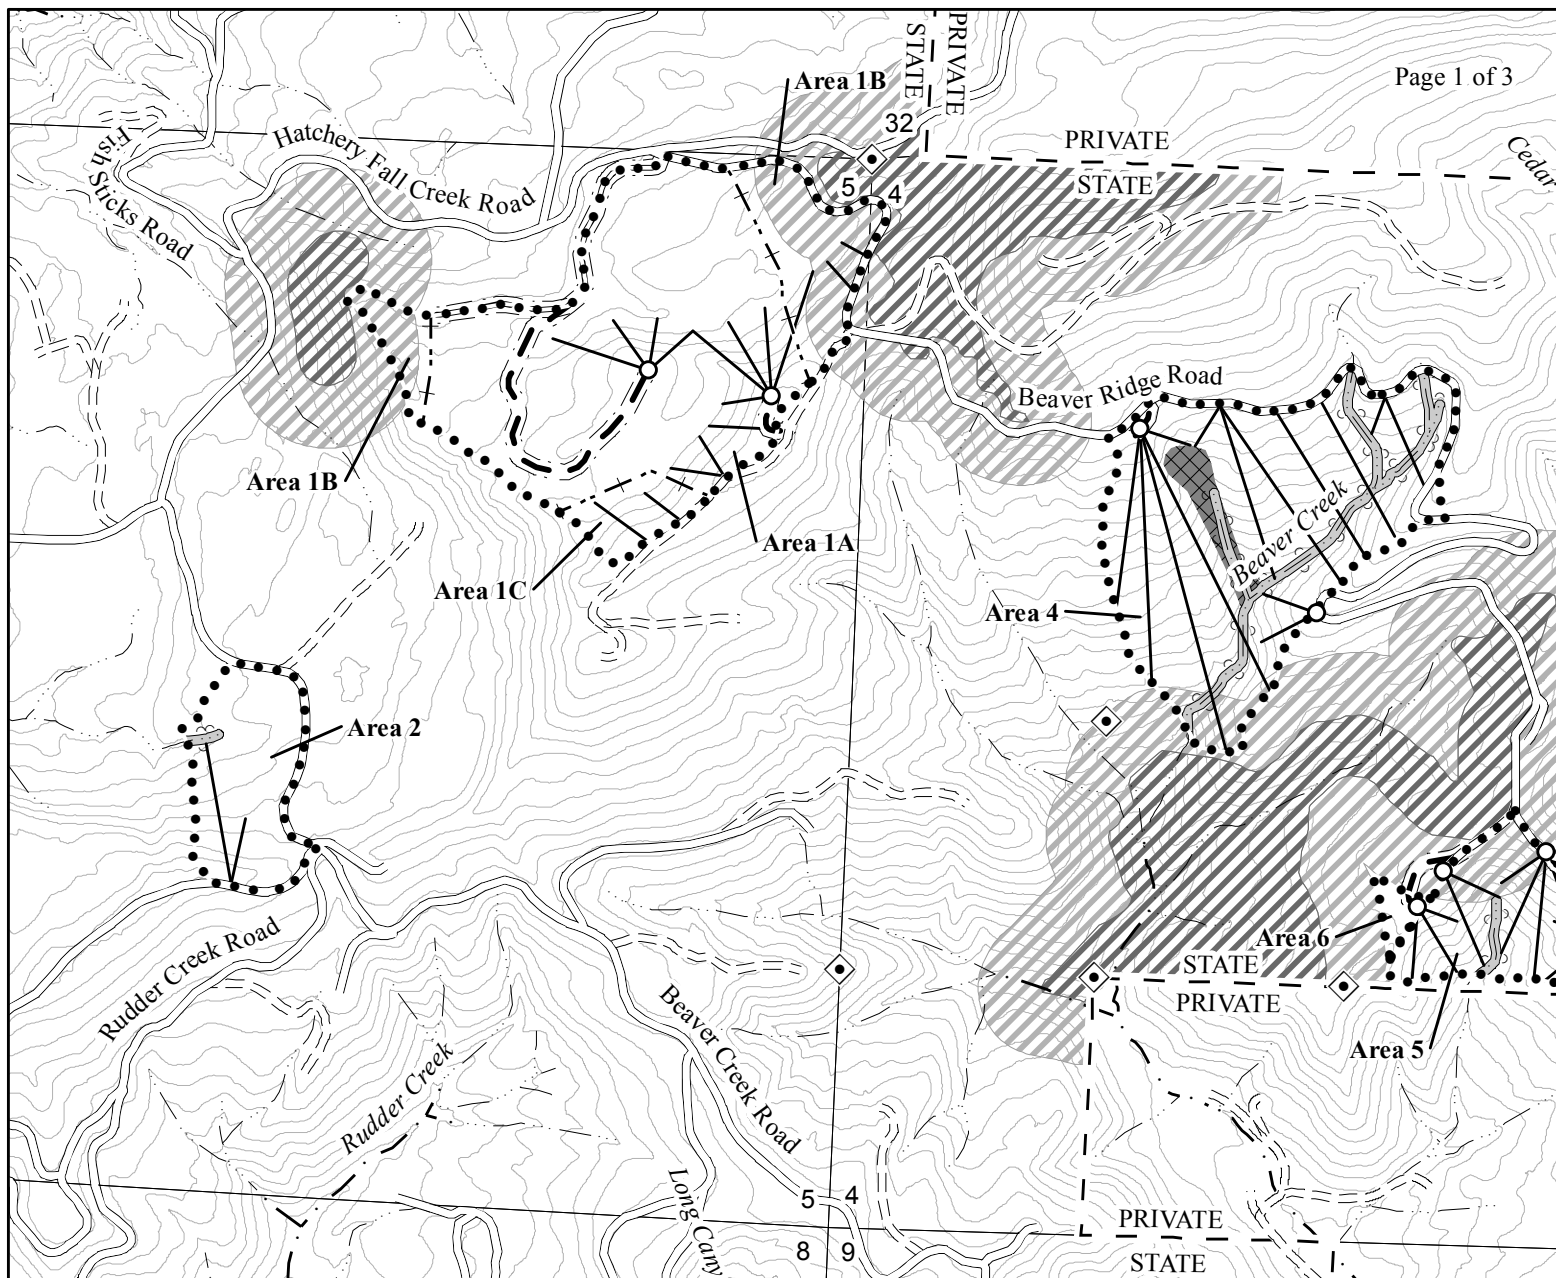 STATE
PRIVATE
Area 1B
Page 1 of 3
32
PRIVATE
STATE
Cedar
Fish
Sticks Road
Hatchery Fall Creek Road
5
4
Beaver Ridge Road
Area 1B
Area 1A
Area 1C
Beaver Creek
Area 4
Area 2
Area 6
STATE
PRIVATE
Area 5
Rudder Creek Road
Rudder Creek
Beaver Creek Road
Long Cany
5
4
8
9
PRIVATE
STATE